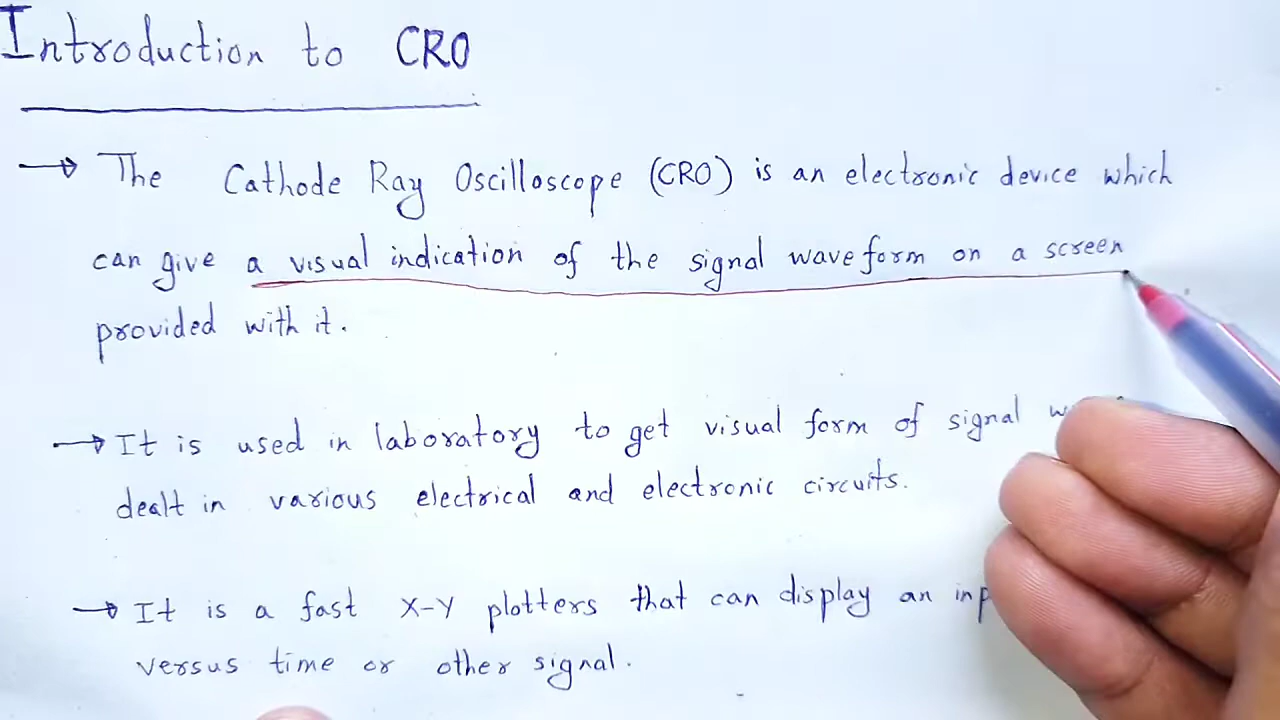 Introduction to CRO
→ The Cathode Ray Oscilloscope (CRO) is an electronic device which
can give a visual indication of the signal waveform on a screen
provided with it.
→ It is used in laboratory to get visual form of signal
dealt in various electrical and electronic circuits.
→ It is a fast X-Y plotters that can display an
versus time or other signal.